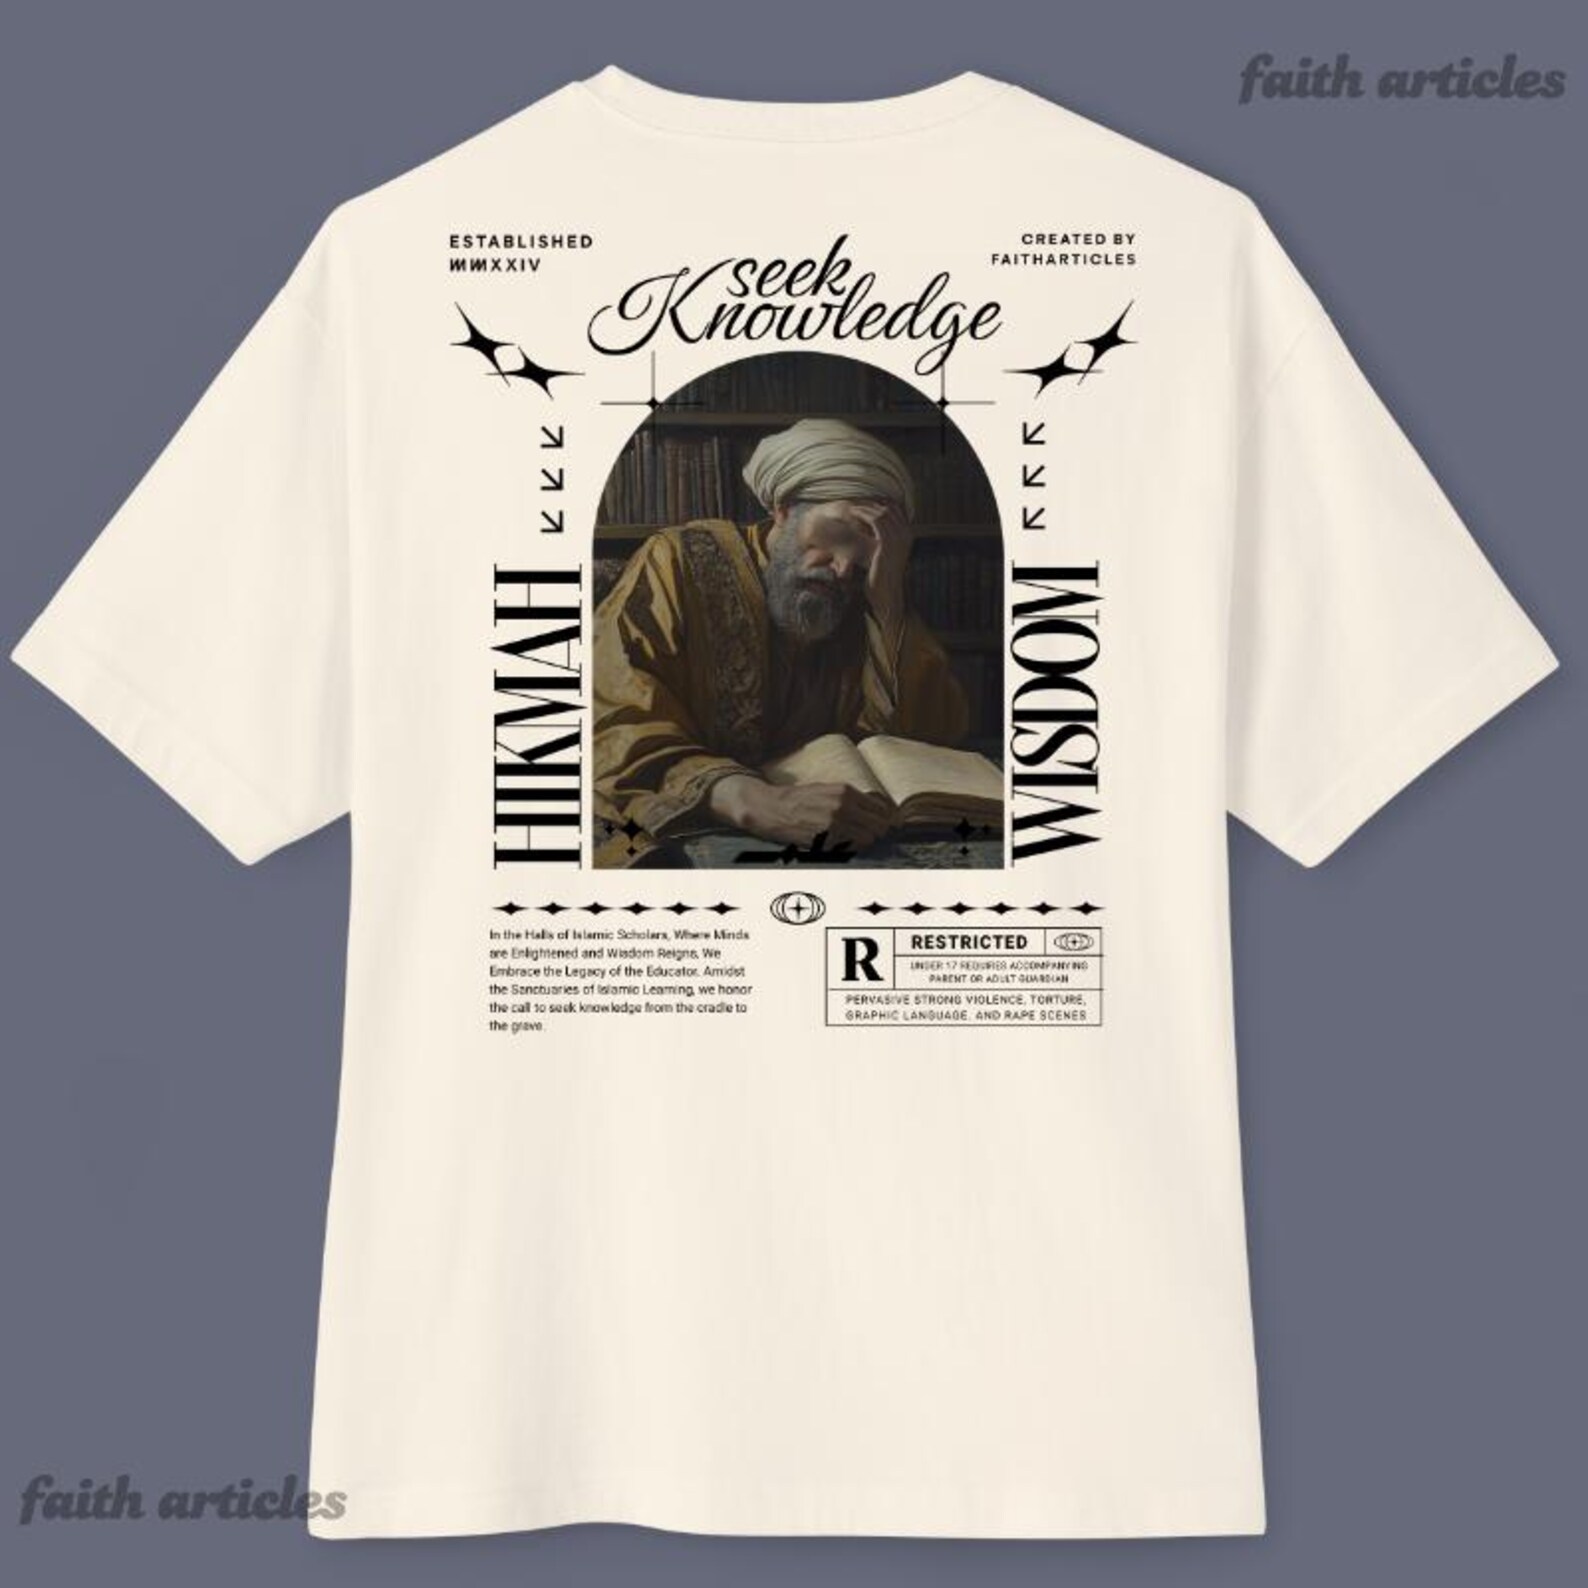 faith articles
ESTABLISHED
MMXXIV
CREATED BY
FAITHARTICLES
seek
Knowledge
HIKMAH
WISDOM
In the Halls of Islamic Scholars, Where Minds
are Enlightened and Wisdom Reigns, We
Embrace the Legacy of the Educator. Amidst
the Sanctuaries of Islamic Learning, we honor
the call to seek knowledge from the cradle to
the grave.
R
RESTRICTED
UNDER 17 REQUIRES ACCOMPANYING
PARENT OR ADULT GUARDIAN
PERVASIVE STRONG VIOLENCE, TORTURE,
GRAPHIC LANGUAGE, AND RAPE SCENES
faith articles